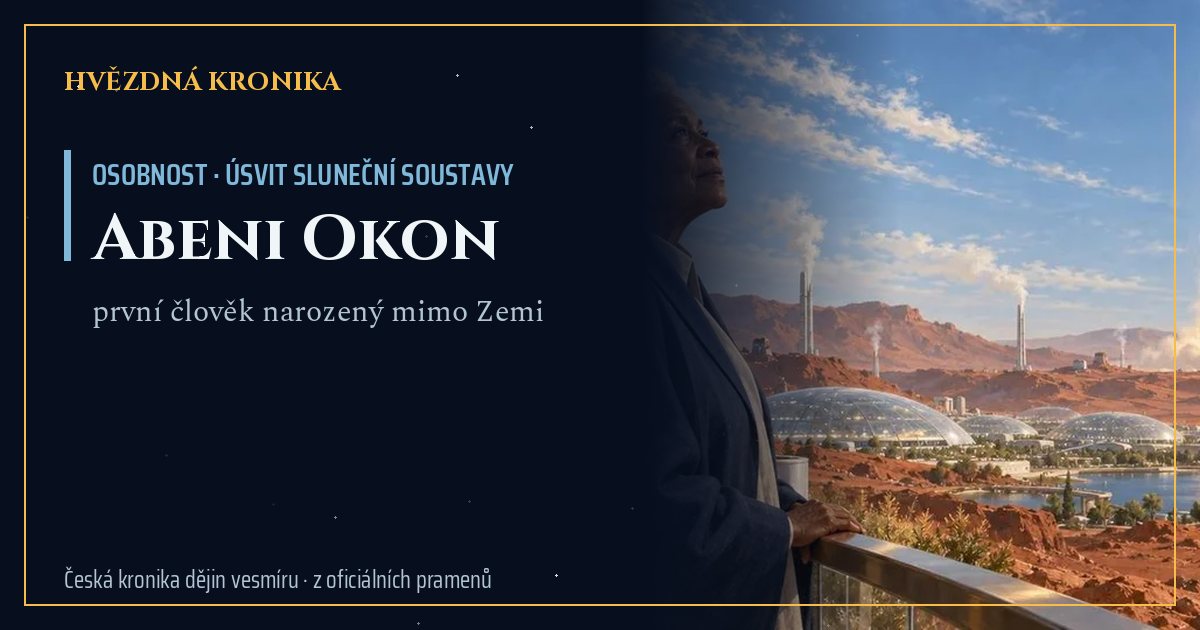 HVĚZDNÁ KRONIKA
OSOBNOST · ÚSVIT SLUNEČNÍ SOUSTAVY
ABENI OKON
první člověk narozený mimo Zemi
Česká kronika dějin vesmíru · z oficiálních pramenů